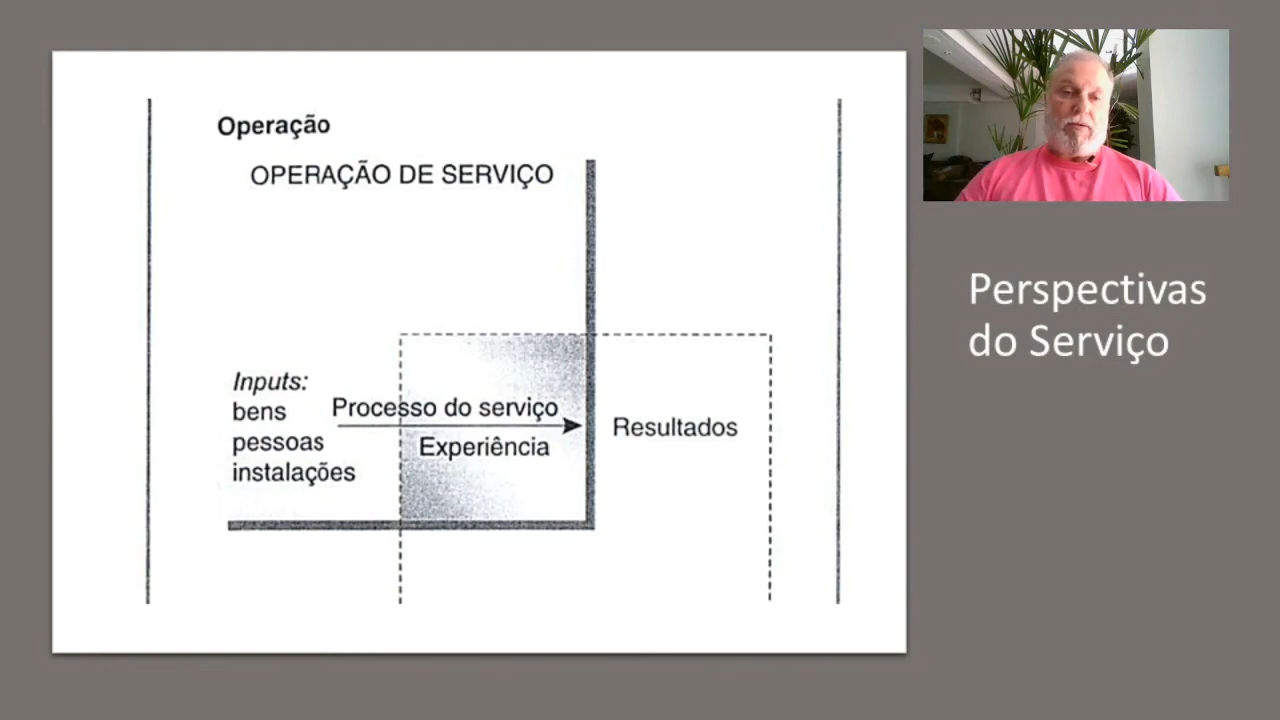 Operação
OPERAÇÃO DE SERVIÇO
Inputs:
bens
pessoas
instalações
Processo do serviço
Experiência
Resultados
Perspectivas
do Serviço